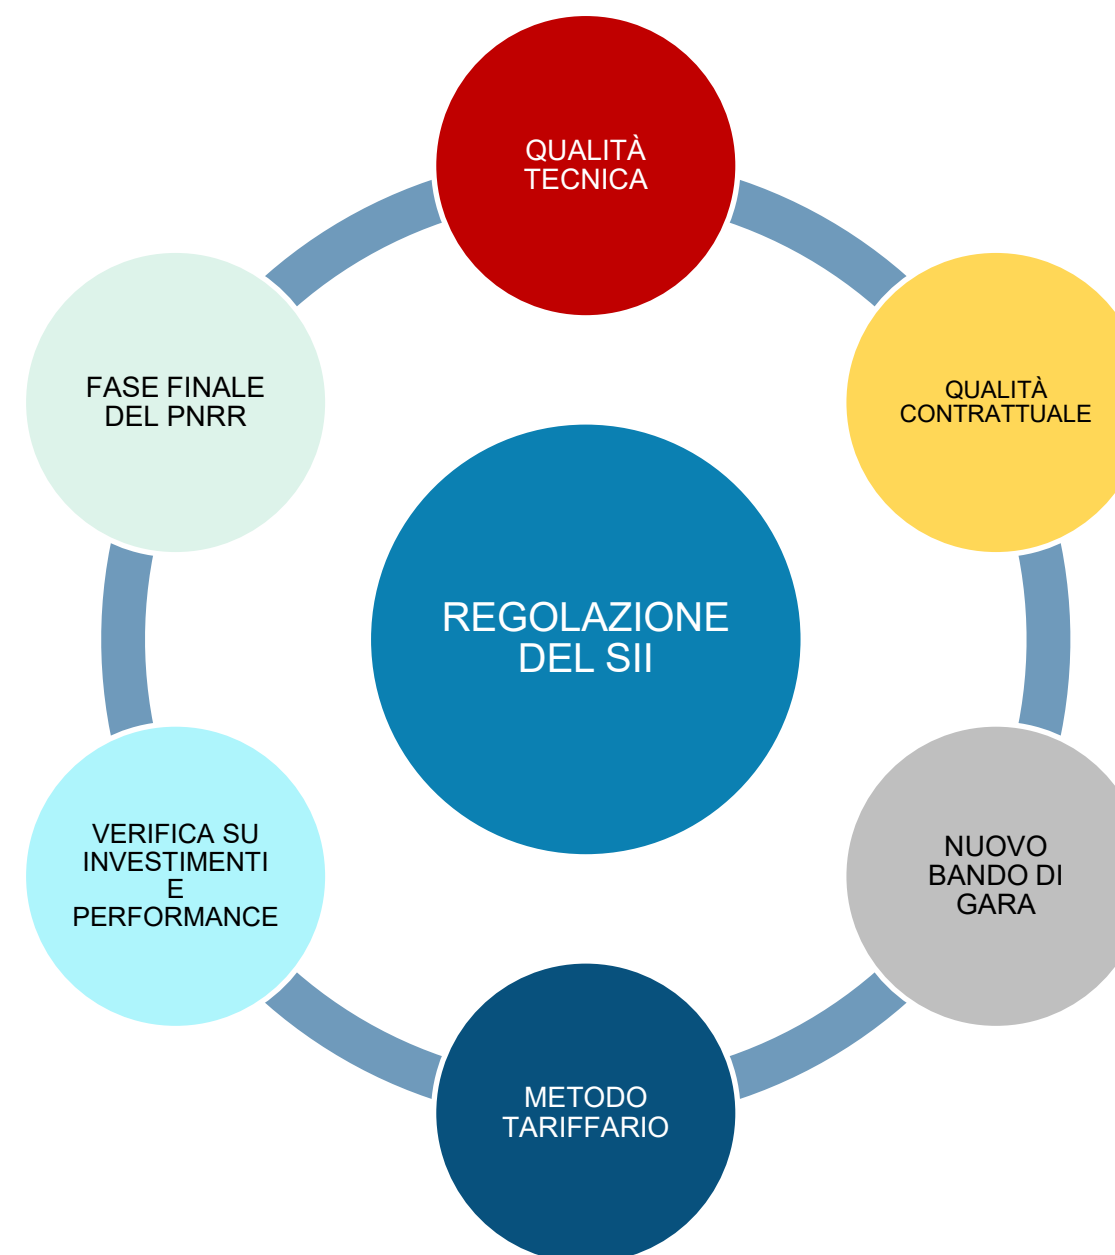 QUALITÀ
TECNICA
FASE FINALE
DEL PNRR
QUALITÀ
CONTRATTUALE
REGOLAZIONE
DEL SII
VERIFICA SU
INVESTIMENTI
E
PERFORMANCE
NUOVO
BANDO DI
GARA
METODO
TARIFFARIO